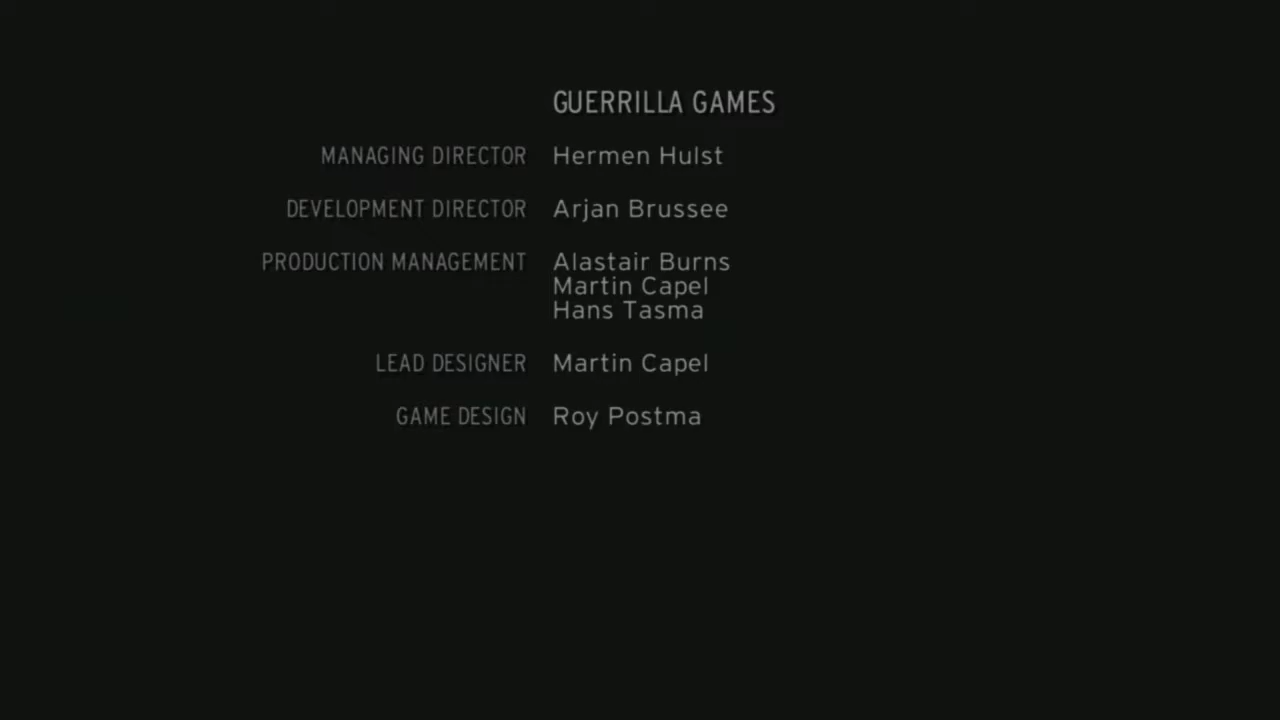 GUERRILLA GAMES
MANAGING DIRECTOR Hermen Hulst
DEVELOPMENT DIRECTOR Arjan Brussee
PRODUCTION MANAGEMENT Alastair Burns
Martin Capel
Hans Tasma
LEAD DESIGNER Martin Capel
GAME DESIGN Roy Postma